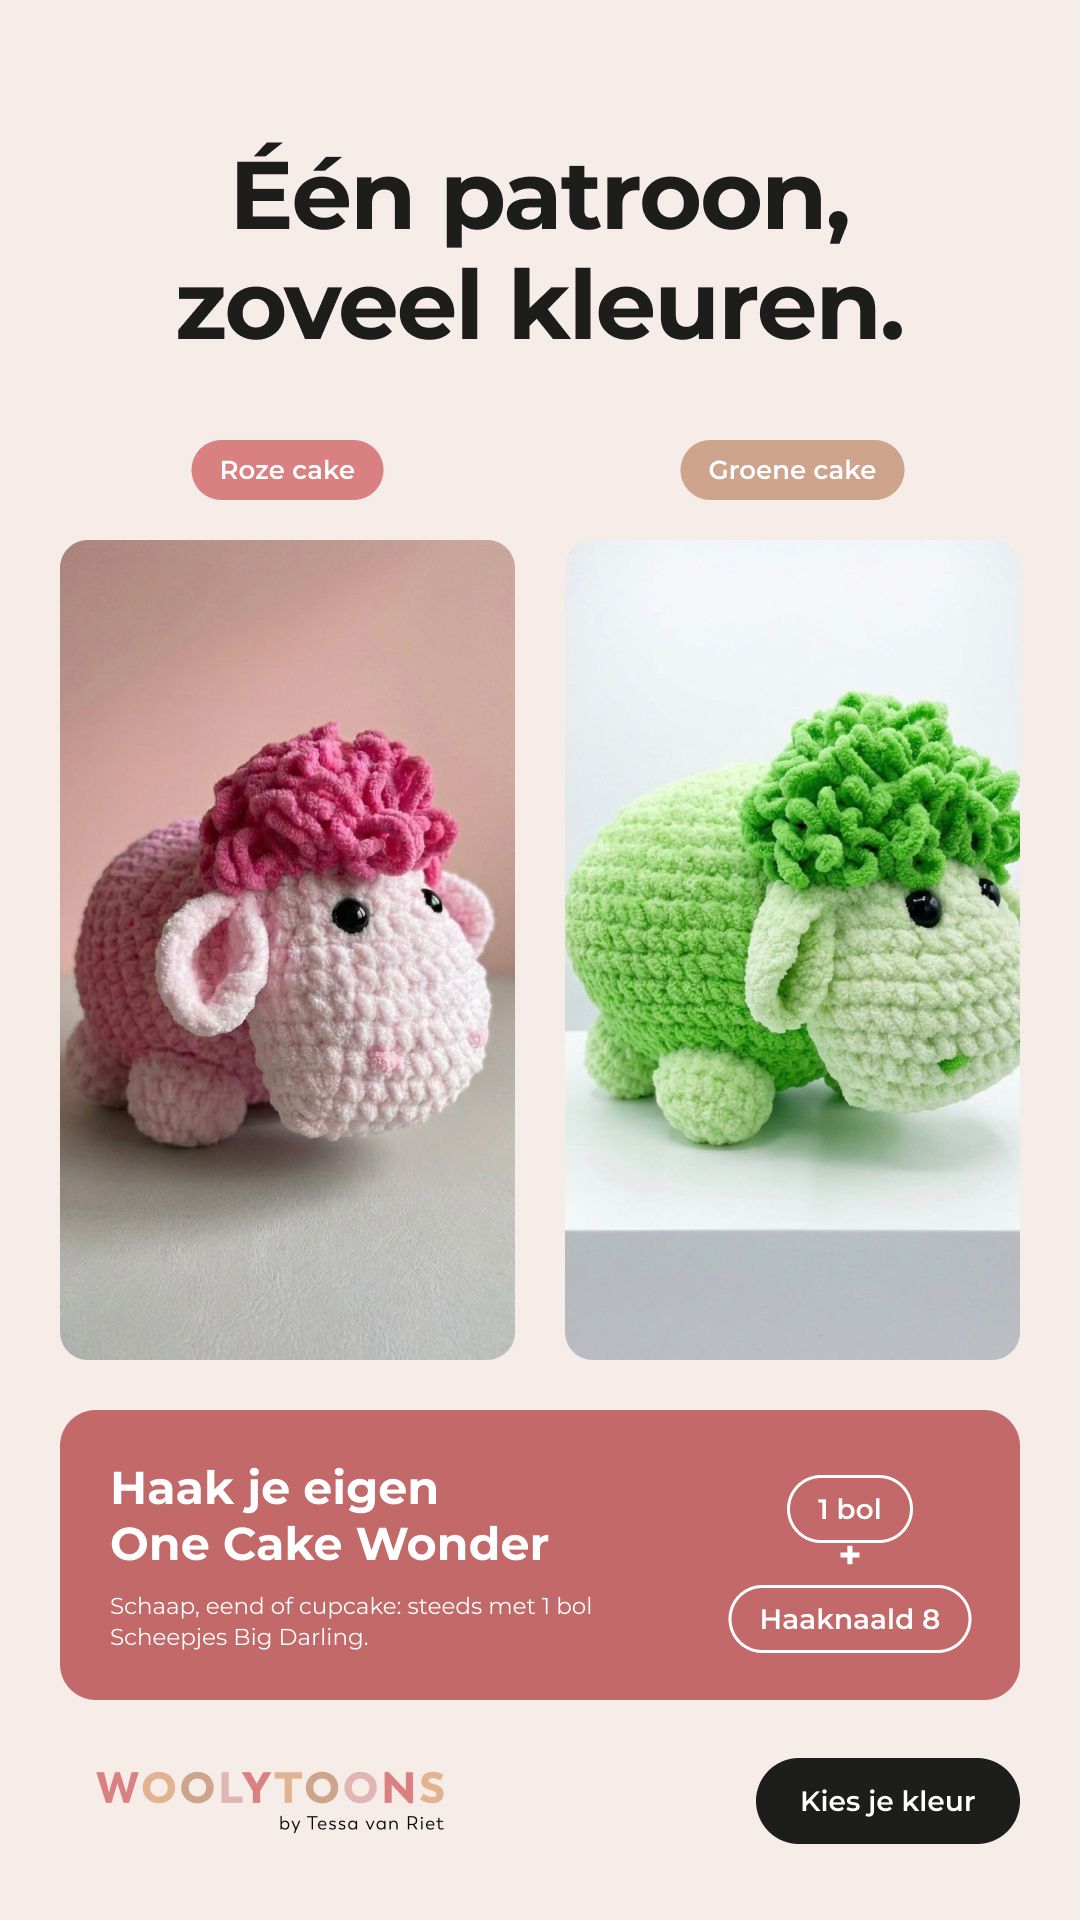 Één patroon,
zoveel kleuren.
Roze cake
Groene cake
Haak je eigen
One Cake Wonder
Schaap, eend of cupcake: steeds met 1 bol
Scheepjes Big Darling.
1 bol
+
Haaknaald 8
WOOLYTOONS
by Tessa van Riet
Kies je kleur